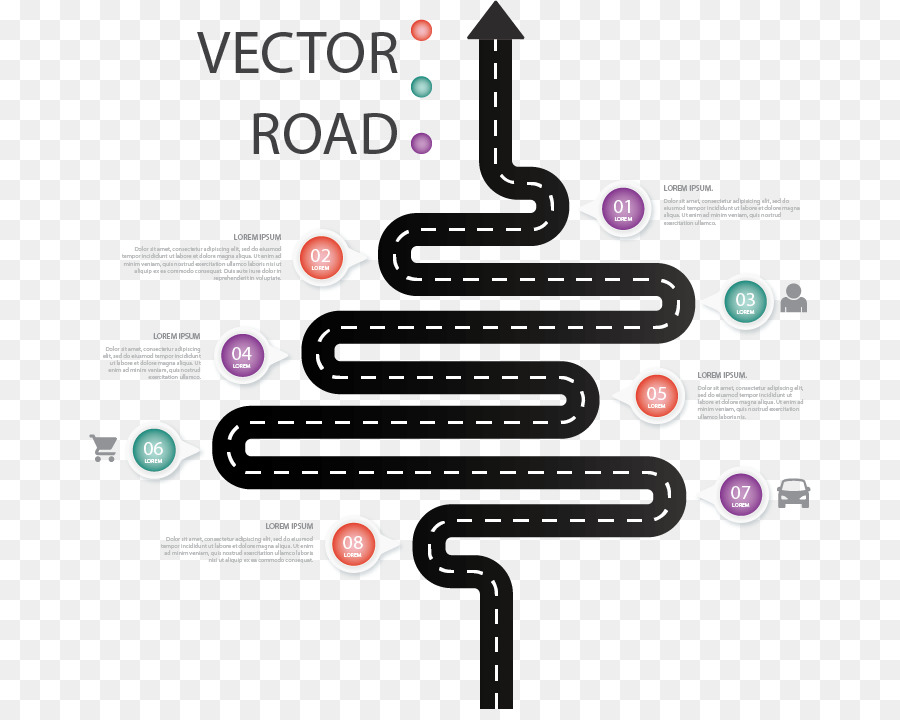 VECTOR
ROAD
01
LOREM
LOREM IPSUM.
Dolor sit amet, consectetur adipiscing elit, sed do
eiusmod tempor incididunt ut labore et dolore magna
aliqua. Ut enim ad minim veniam, quis nostrud
exercitation ullamco.
02
LOREM
LOREM IPSUM
Dolor sit amet, consectetur adipiscing elit, sed do eiusmod
tempor incididunt ut labore et dolore magna aliqua. Ut enim ad
minim veniam, quis nostrud exercitation ullamco laboris nisi ut
aliquip ex ea commodo consequat. Duis aute irure dolor in
reprehenderit in voluptate.
03
LOREM
04
LOREM
LOREM IPSUM
Dolor sit amet, consectetur adipiscing
elit, sed do eiusmod tempor incididunt
ut labore et dolore magna aliqua. Ut
enim ad minim veniam, quis nostrud
exercitation ullamco.
05
LOREM
LOREM IPSUM.
Dolor sit amet, consectetur adipiscing elit,
sed do eiusmod tempor incididunt ut
labore et dolore magna aliqua. Ut enim ad
minim veniam, quis nostrud exercitation
ullamco laboris nisi.
06
LOREM
07
LOREM
08
LOREM
LOREM IPSUM
Dolor sit amet, consectetur adipiscing elit, sed do eiusmod
tempor incididunt ut labore et dolore magna aliqua. Ut enim
ad minim veniam, quis nostrud exercitation ullamco laboris
nisi ut aliquip ex ea commodo consequat.